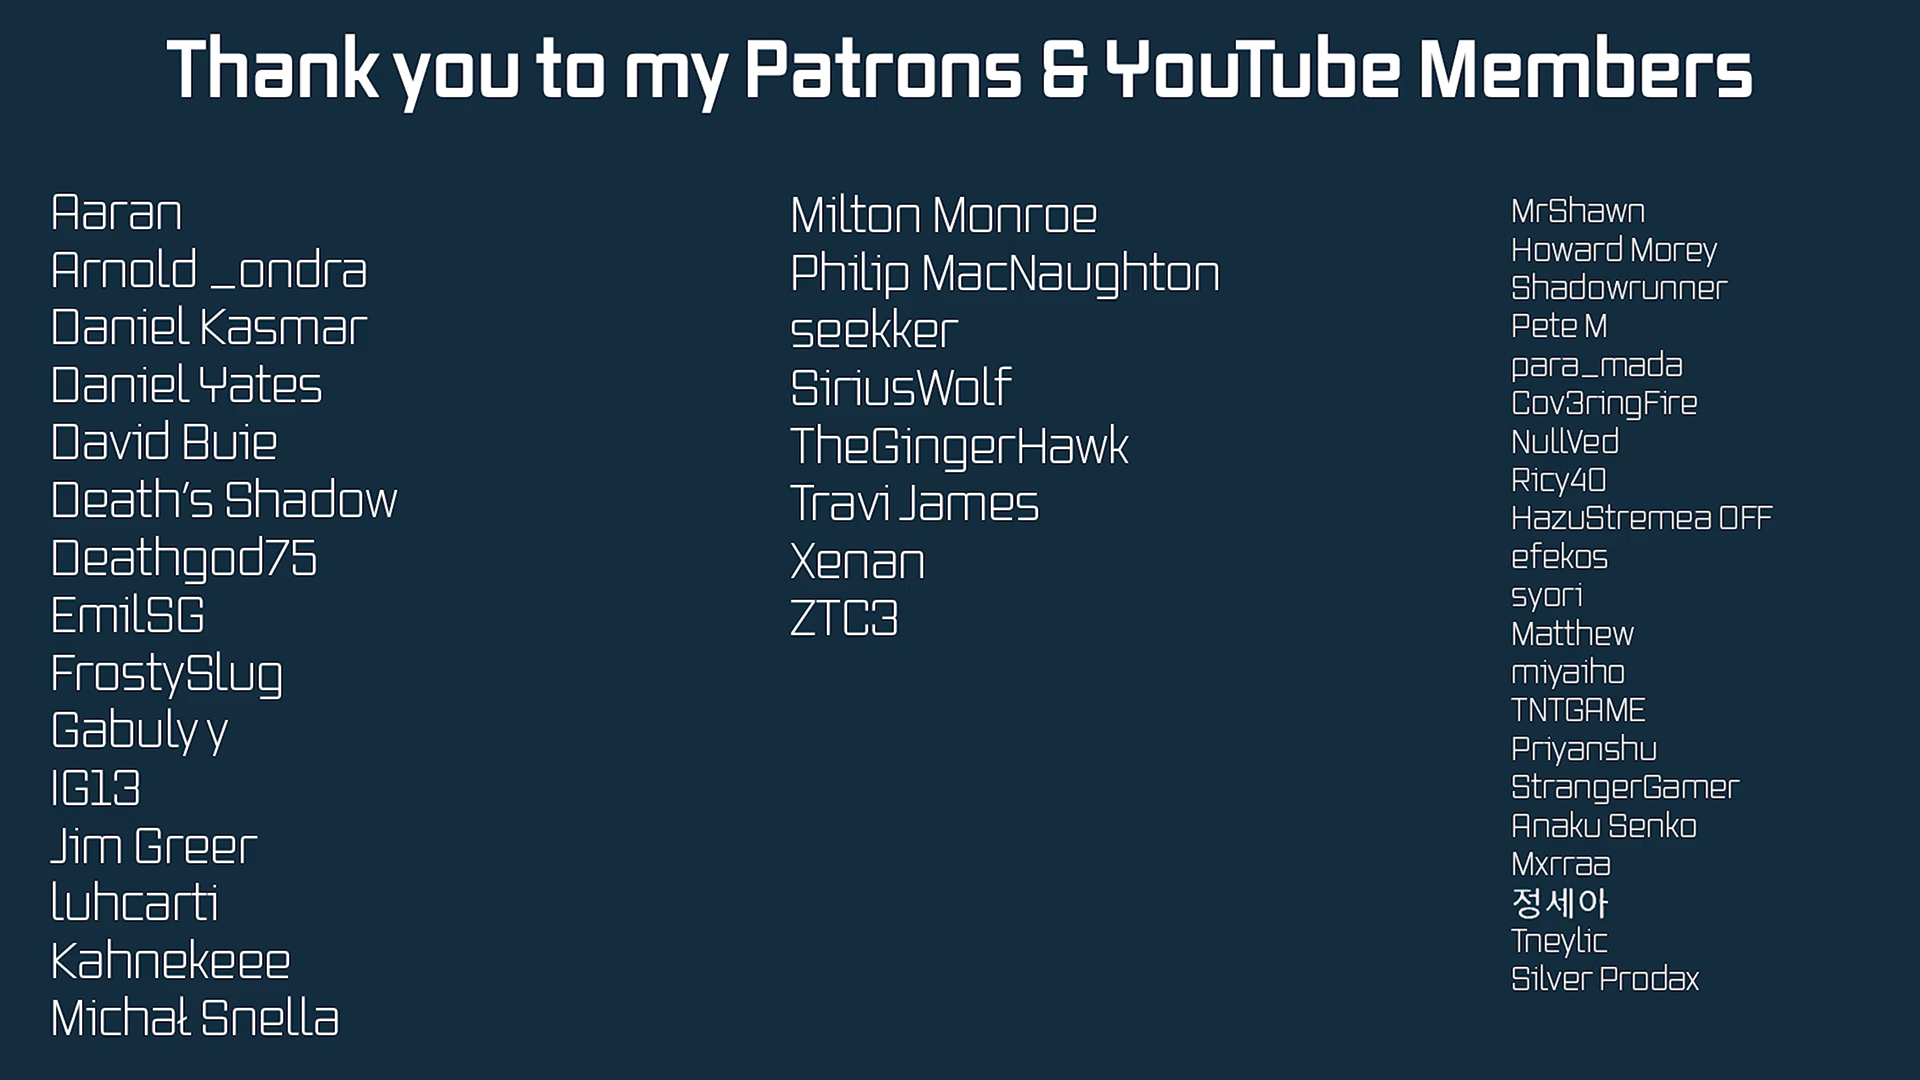 Thank you to my Patrons & YouTube Members
Aaran
Arnold _ondra
Daniel Kasmar
Daniel Yates
David Buie
Death's Shadow
Deathgod75
EmilSG
FrostySlug
Gabuly y
IG13
Jim Greer
luhcarti
Kahnekeee
Michał Snella
Milton Monroe
Philip MacNaughton
seekker
SiriusWolf
TheGingerHawk
Travi James
Xenan
ZTC3
MrShawn
Howard Morey
Shadowrunner
Pete M
para_mada
Cov3ringFire
NullVed
Ricy40
HazuStremea OFF
efekos
syori
Matthew
miyaiho
TNTGAME
Priyanshu
StrangerGamer
Anaku Senko
Mxrraa
정세아
Tneylic
Silver Prodax